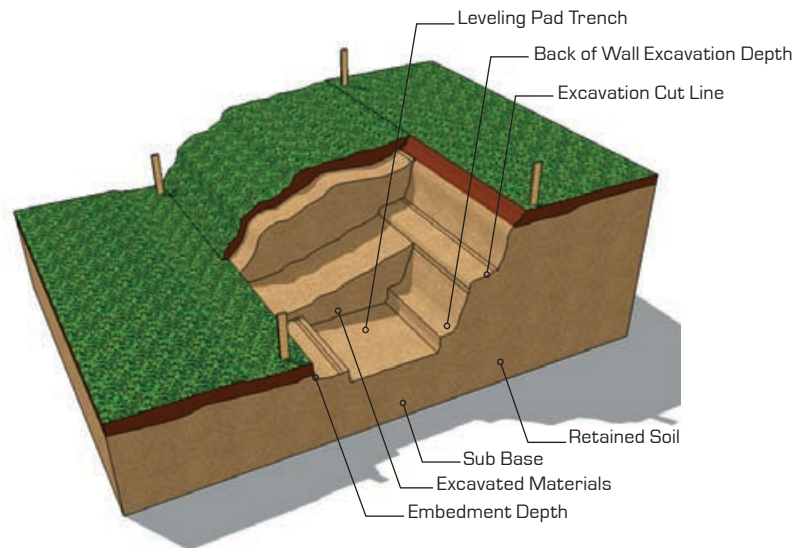 Leveling Pad Trench
Back of Wall Excavation Depth
Excavation Cut Line
Retained Soil
Sub Base
Excavated Materials
Embedment Depth